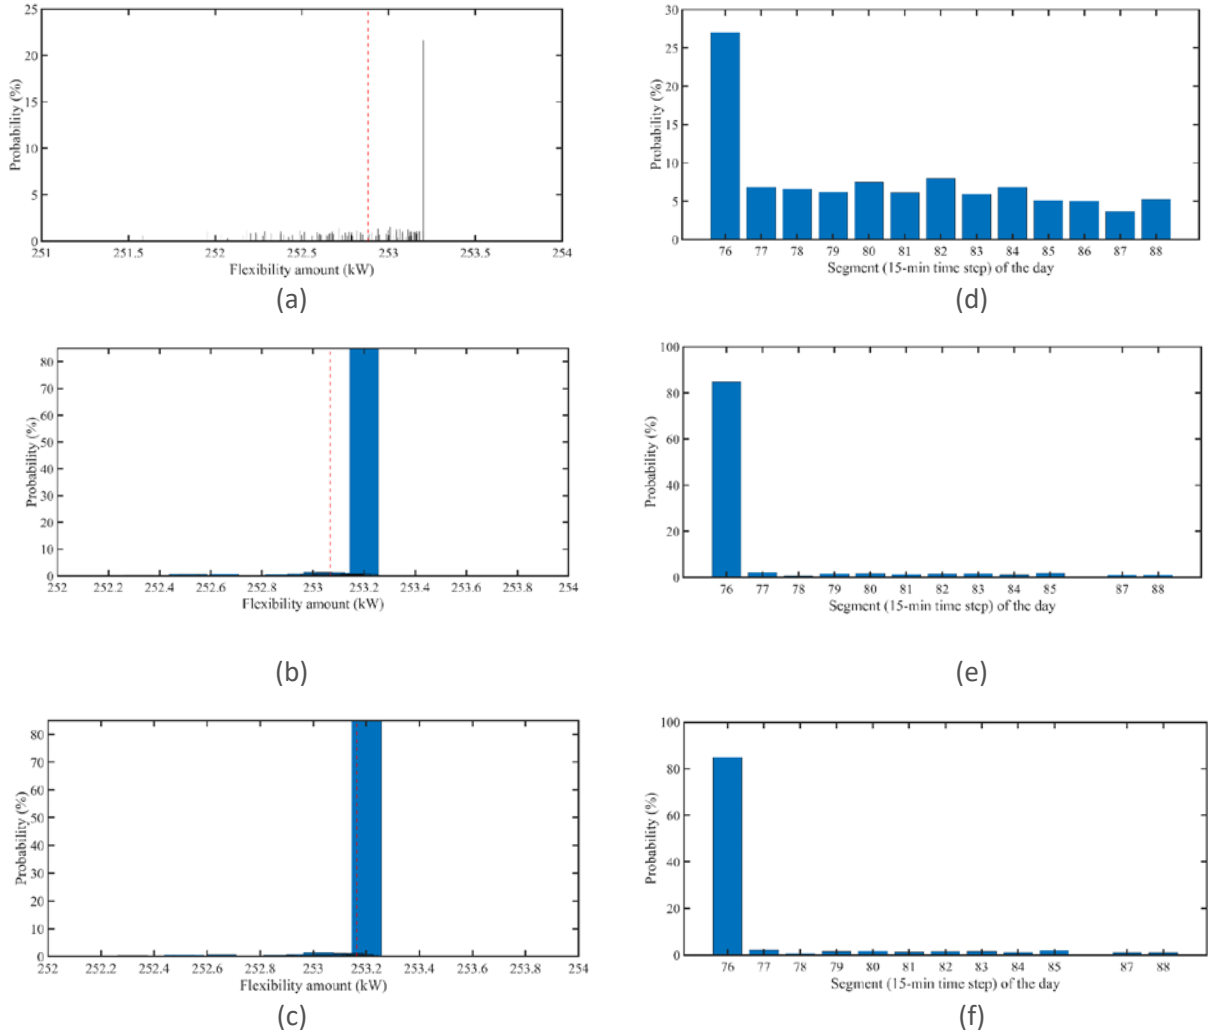 25
20
15
10
5
0
Probability (%)
251 251.5 252 252.5 253 253.5 254
Flexibility amount (kW)
(a)
30
25
20
15
10
5
0
Probability (%)
76 77 78 79 80 81 82 83 84 85 86 87 88
Segment (15-min time step) of the day
(d)
80
70
60
50
40
30
20
10
0
Probability (%)
252 252.2 252.4 252.6 252.8 253 253.2 253.4 253.6 253.8 254
Flexibility amount (kW)
(b)
100
80
60
40
20
0
Probability (%)
76 77 78 79 80 81 82 83 84 85 87 88
Segment (15-min time step) of the day
(e)
80
70
60
50
40
30
20
10
0
Probability (%)
252 252.2 252.4 252.6 252.8 253 253.2 253.4 253.6 253.8 254
Flexibility amount (kW)
(c)
100
80
60
40
20
0
Probability (%)
76 77 78 79 80 81 82 83 84 85 87 88
Segment (15-min time step) of the day
(f)